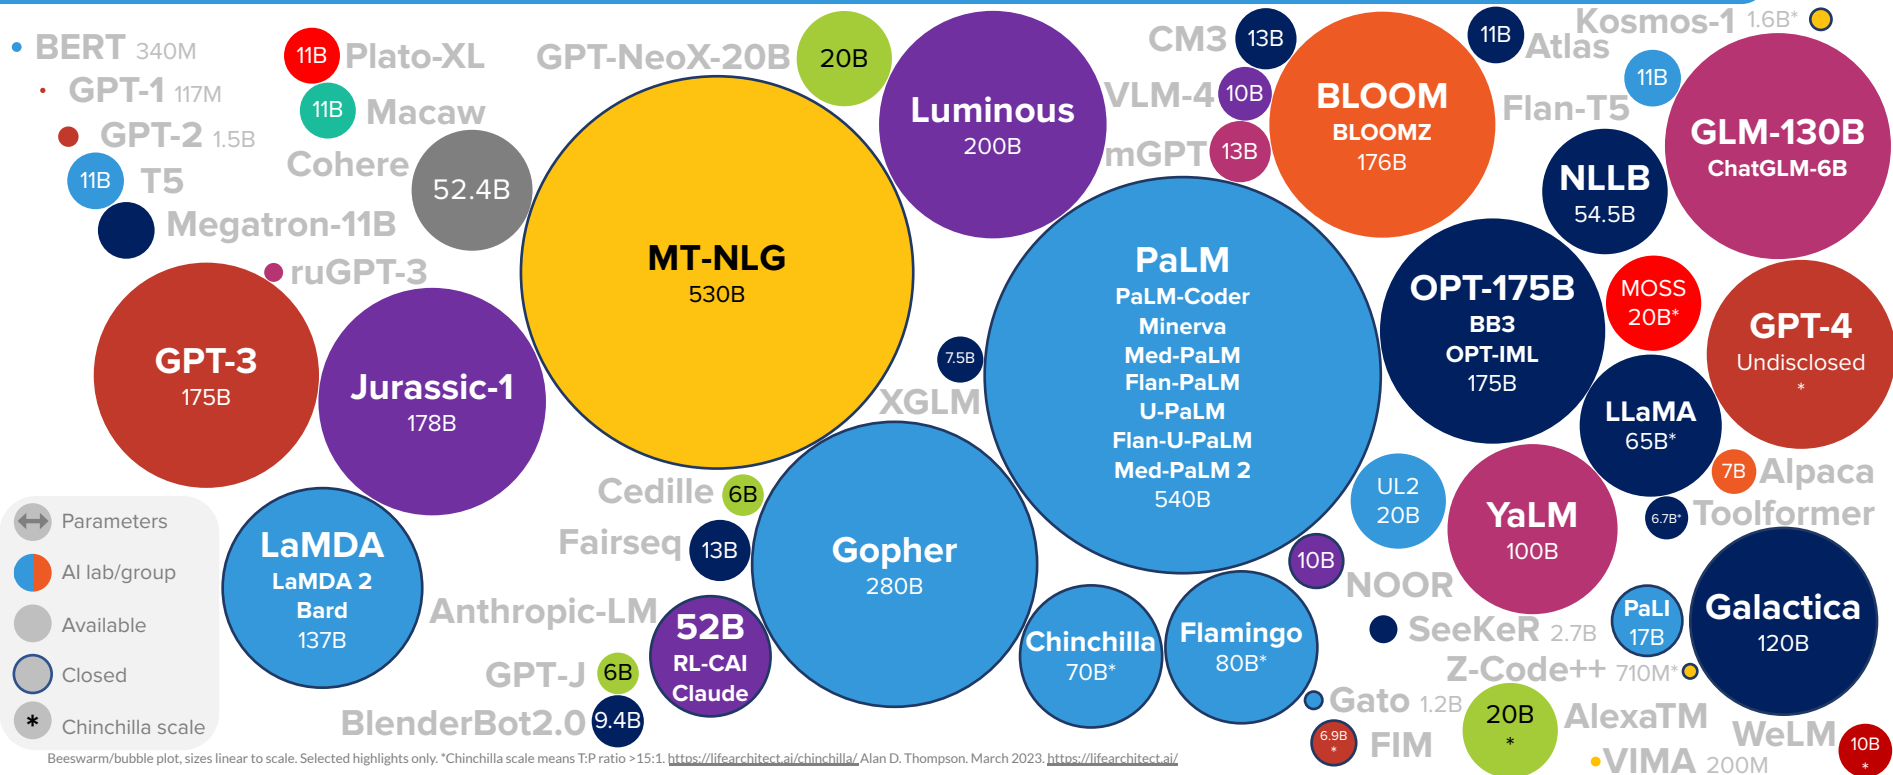 BERT 340M
GPT-1 117M
GPT-2 1.5B
11B T5
Megatron-11B
ruGPT-3
11B Plato-XL
11B Macaw
Cohere
52.4B
GPT-NeoX-20B 20B
MT-NLG
530B
Luminous
200B
CM3 13B
VLM-4 10B
mGPT 13B
BLOOM
BLOOMZ
176B
11B Atlas
Kosmos-1 1.6B*
11B
Flan-T5
GLM-130B
ChatGLM-6B
NLLB
54.5B
GPT-3
175B
Jurassic-1
178B
PaLM
PaLM-Coder
Minerva
Med-PaLM
Flan-PaLM
U-PaLM
Flan-U-PaLM
Med-PaLM 2
540B
7.5B
XGLM
OPT-175B
BB3
OPT-IML
175B
MOSS
20B*
GPT-4
Undisclosed
*
LLaMA
65B*
7B Alpaca
6.7B* Toolformer
UL2
20B
YaLM
100B
Parameters
AI lab/group
Available
Closed
* Chinchilla scale
LaMDA
LaMDA 2
Bard
137B
Cedille 6B
Fairseq 13B
Anthropic-LM
52B
RL-CAI
Claude
GPT-J 6B
BlenderBot2.0 9.4B
Gopher
280B
Chinchilla
70B*
Flamingo
80B*
10B
NOOR
SeeKeR 2.7B
PaLI
17B
Galactica
120B
Z-Code++ 710M*
Gato 1.2B
6.9B
*
FIM
20B
*
AlexaTM
VIMA 200M
WeLM 10B
*
Beeswarm/bubble plot, sizes linear to scale. Selected highlights only. *Chinchilla scale means T:P ratio >15:1. https://lifearchitect.ai/chinchilla/ Alan D. Thompson. March 2023. https://lifearchitect.ai/